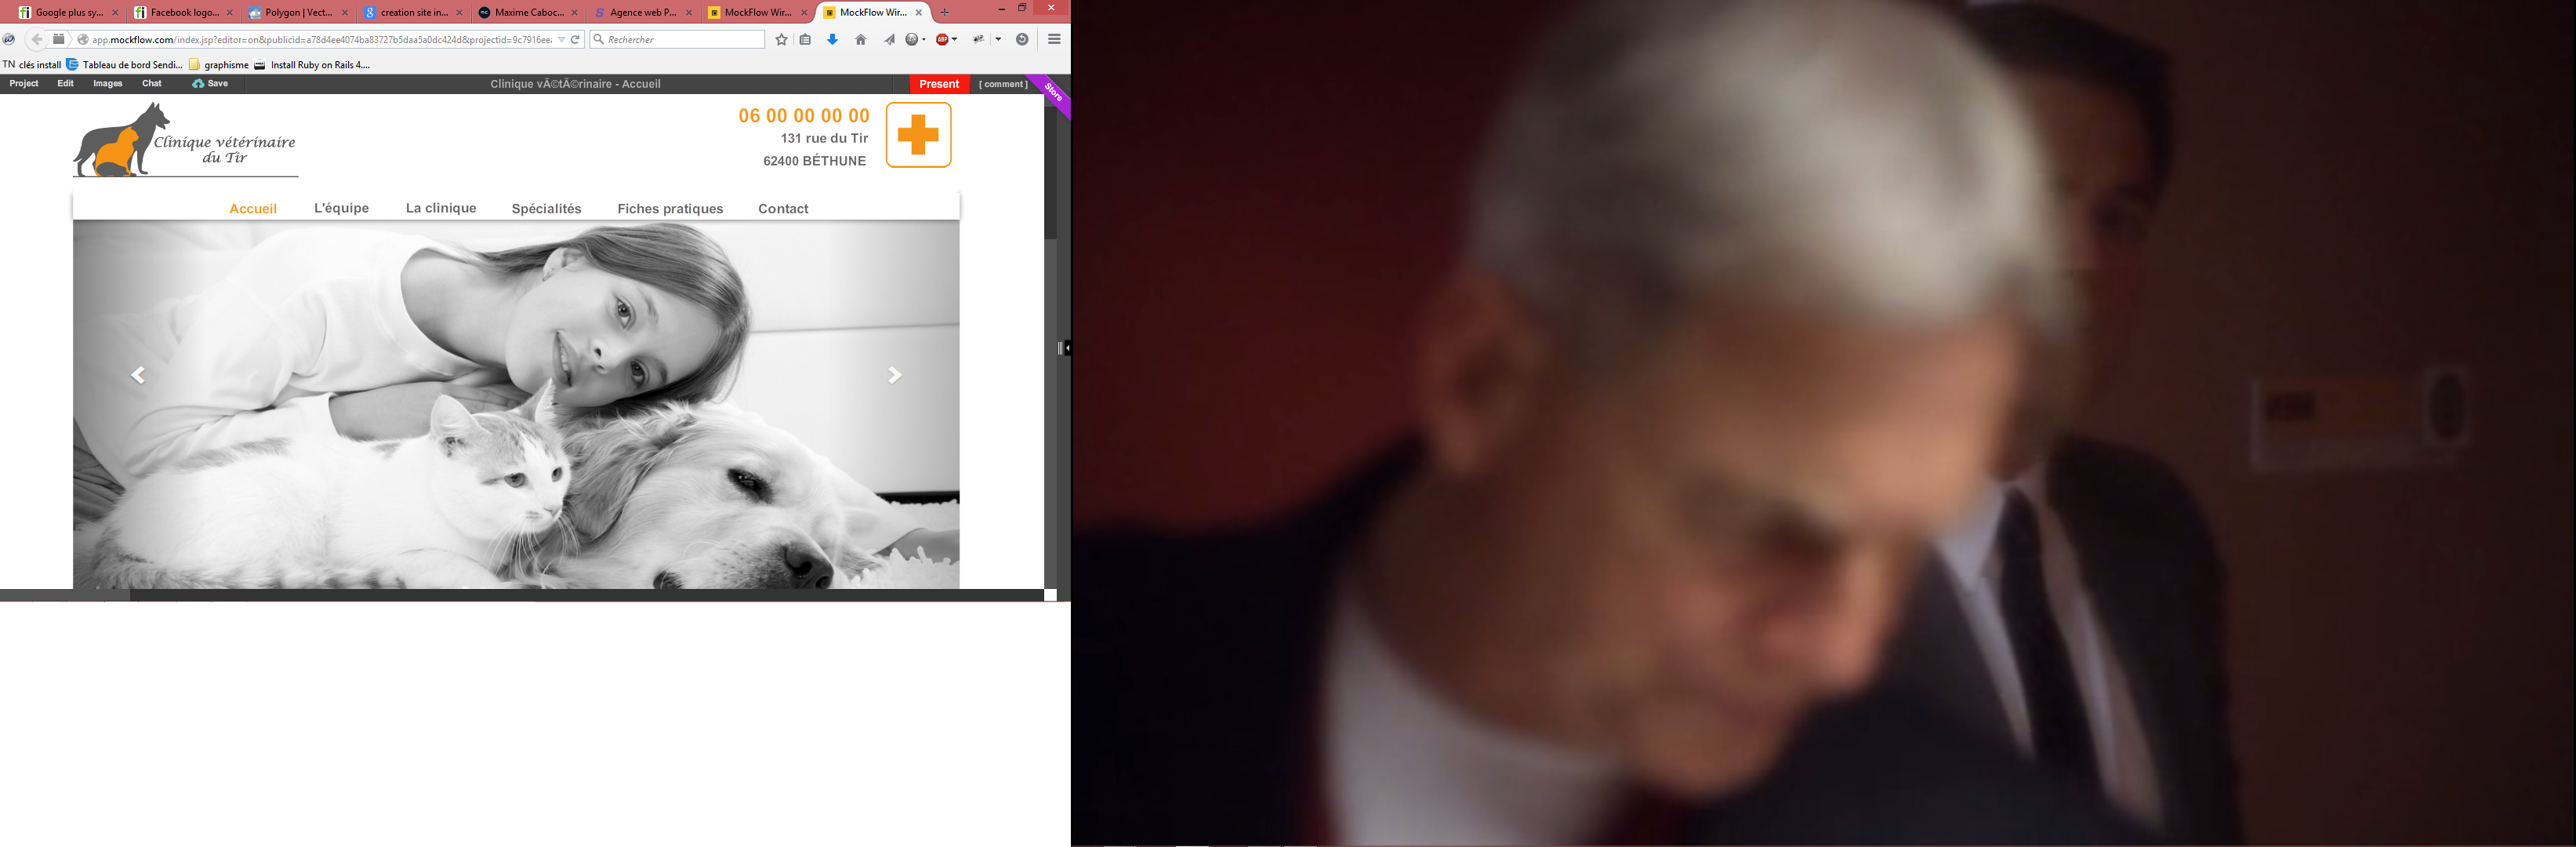 Google plus sy...
Facebook logo...
Polygon | Vect...
creation site in...
Maxime Caboc...
Agence web P...
MockFlow Wir...
MockFlow Wir...
app.mockflow.com/index.jsp?editor=on&publicid=a78d4ee4074ba83727b5daa5a0dc424d&projectid=9c7916ee
Rechercher
TN clés install
Tableau de bord Sendi...
graphisme
Install Ruby on Rails 4....
Project Edit Images Chat Save
Clinique vÃ©tÃ©rinaire - Accueil
Present
[ comment ]
Store
Clinique vétérinaire
du Tir
06 00 00 00 00
131 rue du Tir
62400 BÉTHUNE
Accueil L'équipe La clinique Spécialités Fiches pratiques Contact